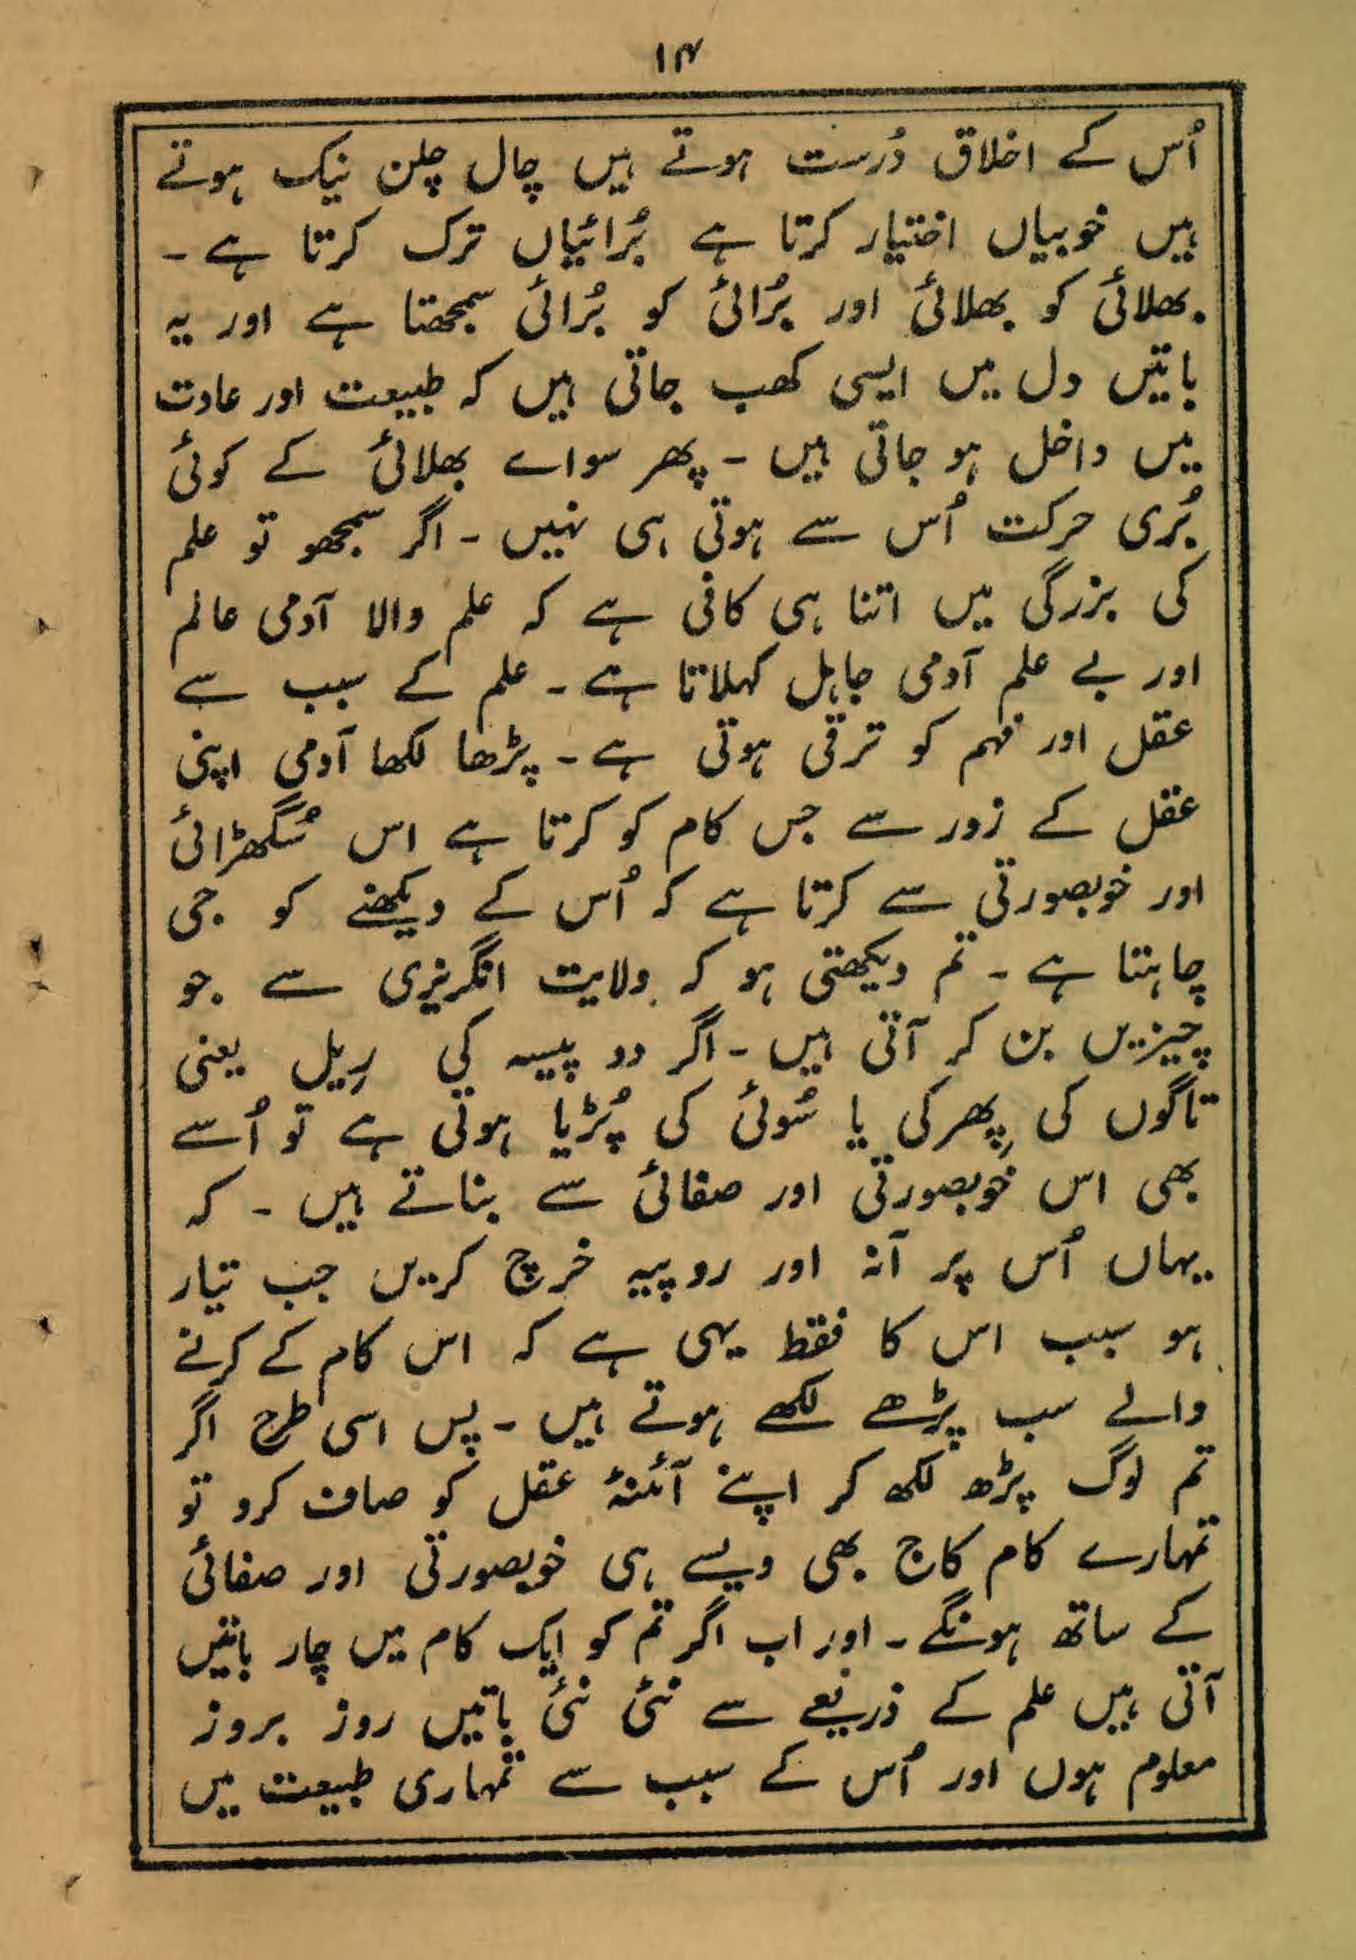 ۱۴
اُس کے اخلاق دُرست ہوتے ہیں چال چلن نیک ہوتے
ہیں خوبیاں اختیار کرتا ہے بُرائیاں ترک کرتا ہے ۔
بھلائی کو بھلائی اور بُرائی کو بُرائی سمجھتا ہے اور یہ
باتیں دل میں ایسی کھب جاتی ہیں کہ طبیعت اور عادت
میں داخل ہو جاتی ہیں ۔ پھر سواے بھلائی کے کوئی
بُری حرکت اُس سے ہوتی ہی نہیں ۔ اگر سمجھو تو علم
کی بزرگی میں اتنا ہی کافی ہے کہ علم والا آدمی عالم
اور بے علم آدمی جاہل کہلاتا ہے ۔ علم کے سبب سے
عقل اور فہم کو ترقی ہوتی ہے ۔ پڑھا لکھا آدمی اپنی
عقل کے زور سے جس کام کو کرتا ہے اس سُگھڑائی
اور خوبصورتی سے کرتا ہے کہ اُس کے دیکھنے کو جی
چاہتا ہے ۔ تم دیکھتی ہو کہ ولایت انگریزی سے جو
چیزیں بن کر آتی ہیں ۔ اگر دو پیسہ کی رِیل یعنی
تاگوں کی پِھرکی یا سُوئی کی پُڑیا ہوتی ہے تو اُسے
بھی اس خوبصورتی اور صفائی سے بناتے ہیں ۔ کہ
یہاں اُس پر آنہ اور روپیہ خرچ کریں جب تیار
ہو سبب اس کا فقط یہی ہے کہ اس کام کے کرنے
والے سب پڑھے لکھے ہوتے ہیں ۔ پس اسی طرح اگر
تم لوگ پڑھ لکھ کر اپنے آئنۂ عقل کو صاف کرو تو
تمہارے کام کاج بھی ویسے ہی خوبصورتی اور صفائی
کے ساتھ ہونگے ۔ اور اب اگر تم کو ایک کام میں چار باتیں
آتی ہیں علم کے ذریعے سے نئی نئی باتیں روز بروز
معلوم ہوں اور اُس کے سبب سے تمہاری طبیعت میں